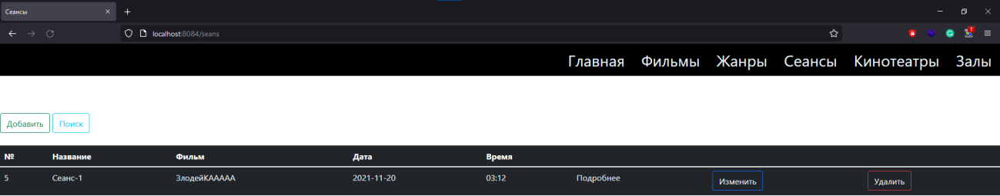 Сеансы
localhost:8084/seans
Главная Фильмы Жанры Сеансы Кинотеатры Залы
Добавить Поиск
№ Название Фильм Дата Время
5 Сеанс-1 ЗлодейКААААА 2021-11-20 03:12 Подробнее Изменить Удалить